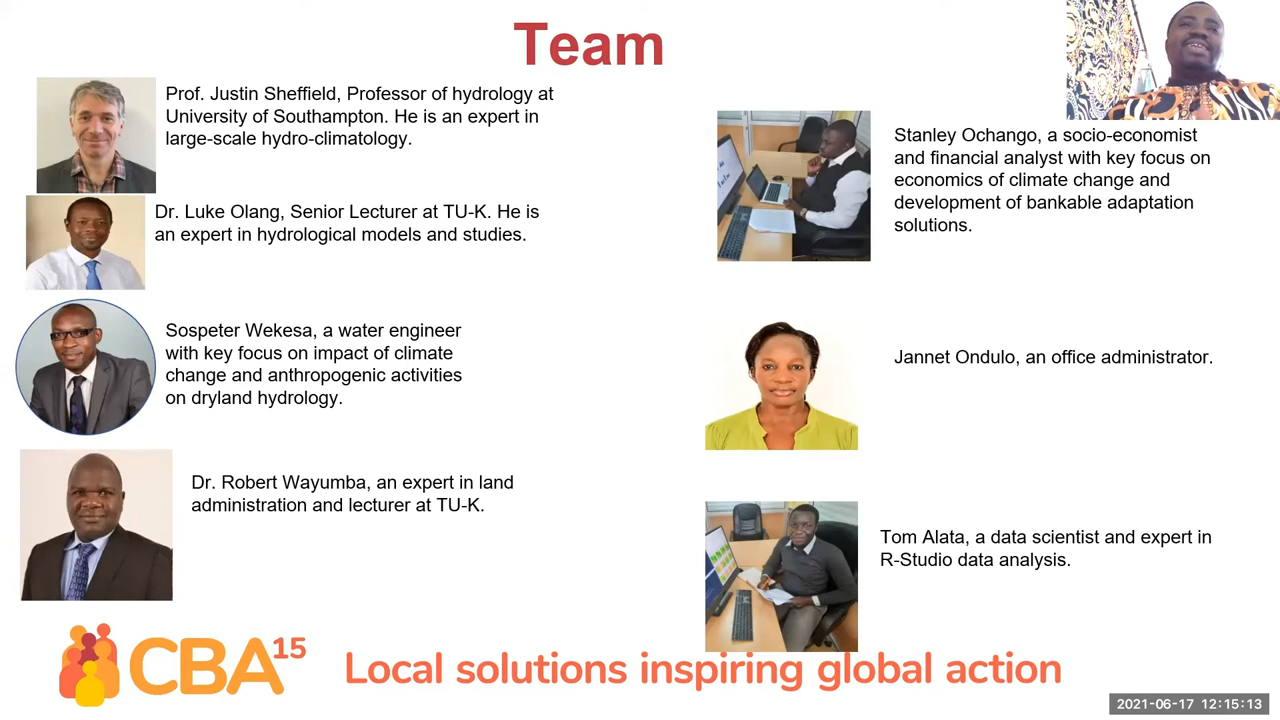 Team
Prof. Justin Sheffield, Professor of hydrology at
University of Southampton. He is an expert in
large-scale hydro-climatology.
Dr. Luke Olang, Senior Lecturer at TU-K. He is
an expert in hydrological models and studies.
Sospeter Wekesa, a water engineer
with key focus on impact of climate
change and anthropogenic activities
on dryland hydrology.
Dr. Robert Wayumba, an expert in land
administration and lecturer at TU-K.
Stanley Ochango, a socio-economist
and financial analyst with key focus on
economics of climate change and
development of bankable adaptation
solutions.
Jannet Ondulo, an office administrator.
Tom Alata, a data scientist and expert in
R-Studio data analysis.
CBA15
Local solutions inspiring global action
2021-06-17 12:15:13